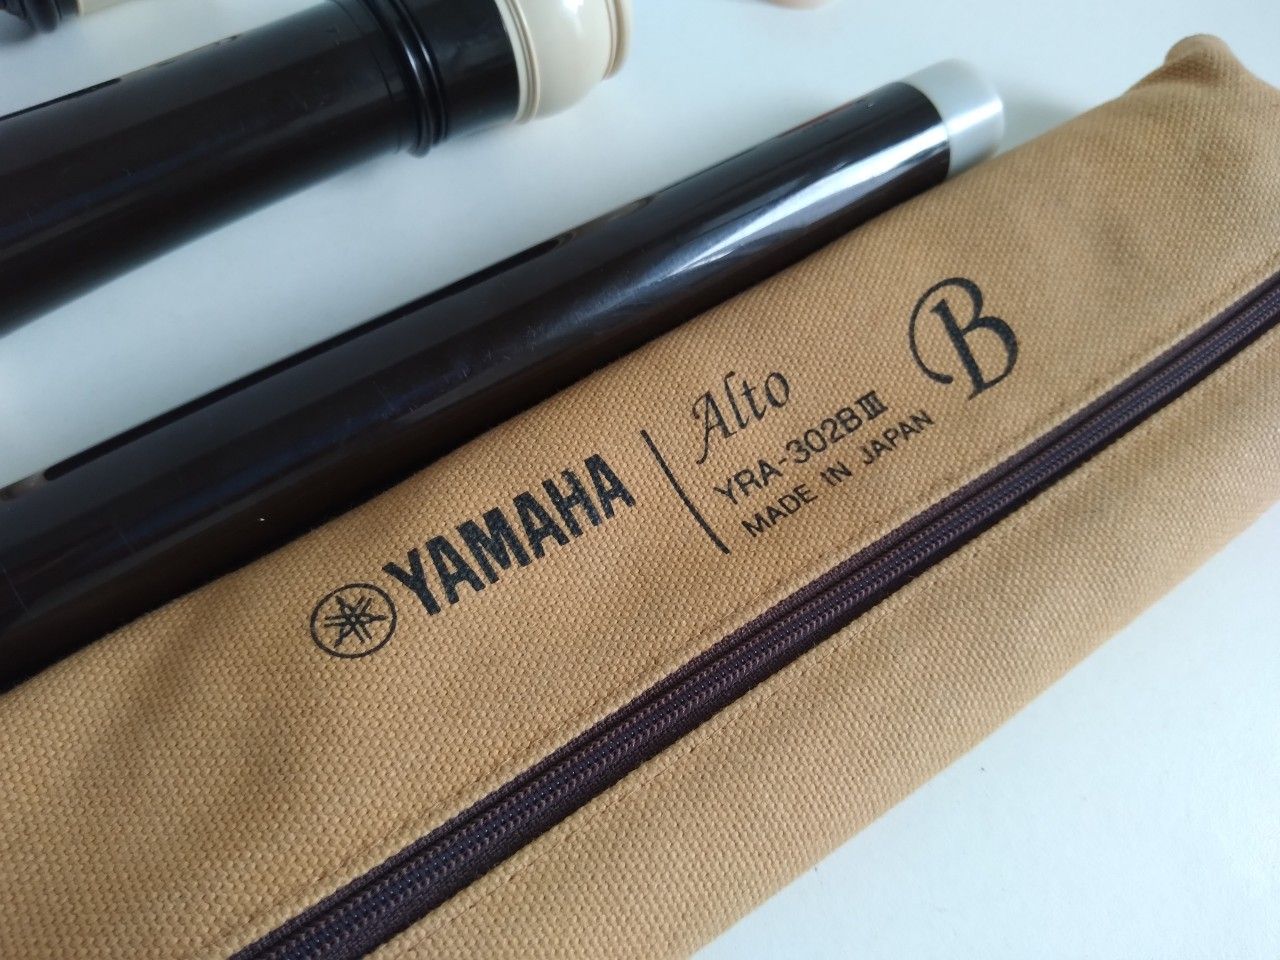 YAMAHA
Alto
YRA-302BⅢ
MADE IN JAPAN
B